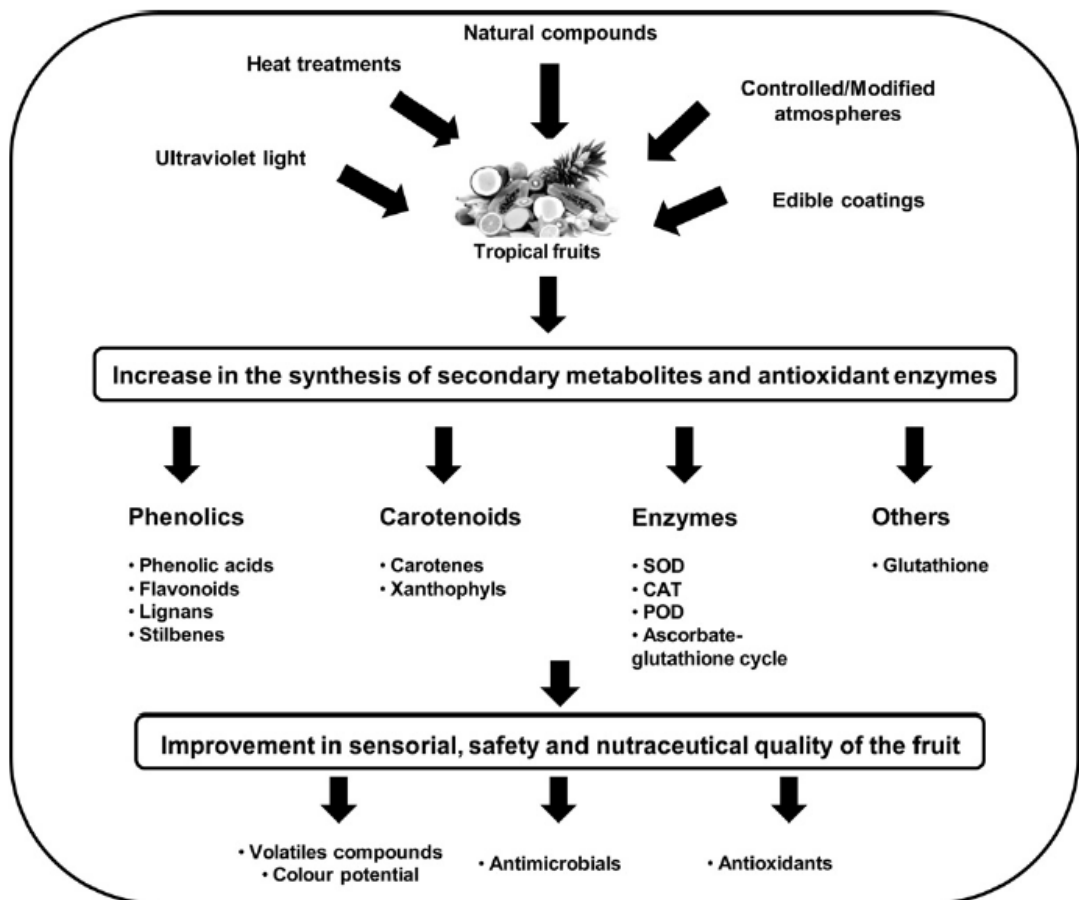 Natural compounds
Heat treatments
Controlled/Modified
atmospheres
Ultraviolet light
Edible coatings
Tropical fruits
Increase in the synthesis of secondary metabolites and antioxidant enzymes
Phenolics
• Phenolic acids
• Flavonoids
• Lignans
• Stilbenes
Carotenoids
• Carotenes
• Xanthophyls
Enzymes
• SOD
• CAT
• POD
• Ascorbate-
glutathione cycle
Others
• Glutathione
Improvement in sensorial, safety and nutraceutical quality of the fruit
• Volatiles compounds
• Colour potential
• Antimicrobials
• Antioxidants